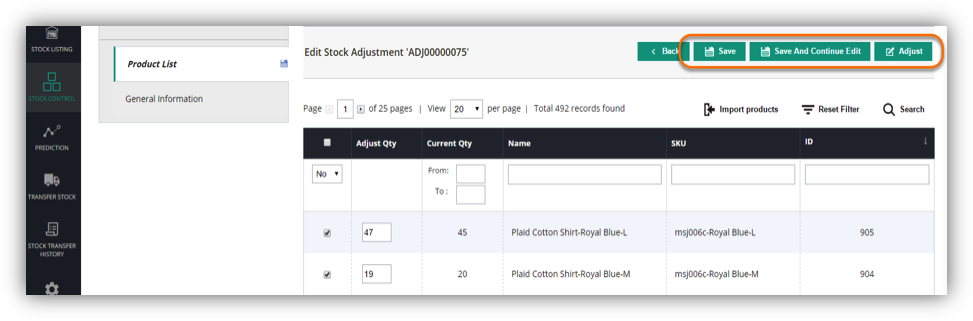 STOCK LISTING
STOCK CONTROL
PREDICTION
TRANSFER STOCK
STOCK TRANSFER
HISTORY
Product List
General Information
Edit Stock Adjustment 'ADJ00000075'
Back Save Save And Continue Edit Adjust
Page 1 of 25 pages | View 20 per page | Total 492 records found
Import products Reset Filter Search
Adjust Qty Current Qty Name SKU ID
No From:
To :
47 45 Plaid Cotton Shirt-Royal Blue-L msj006c-Royal Blue-L 905
19 20 Plaid Cotton Shirt-Royal Blue-M msj006c-Royal Blue-M 904